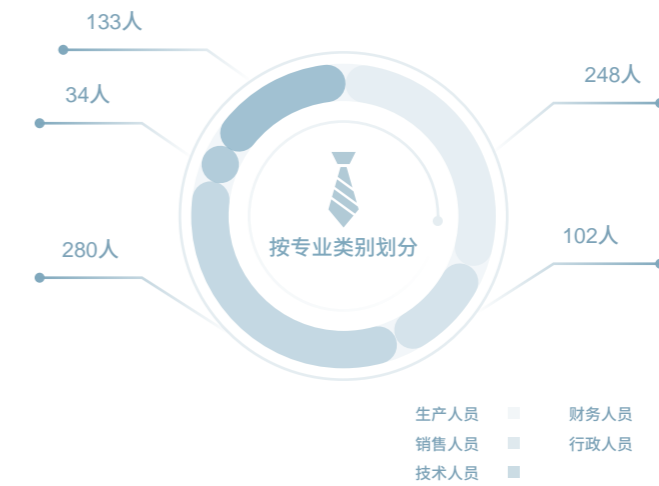 133人
248人
34人
280人
102人
按专业类别划分
生产人员
财务人员
销售人员
行政人员
技术人员